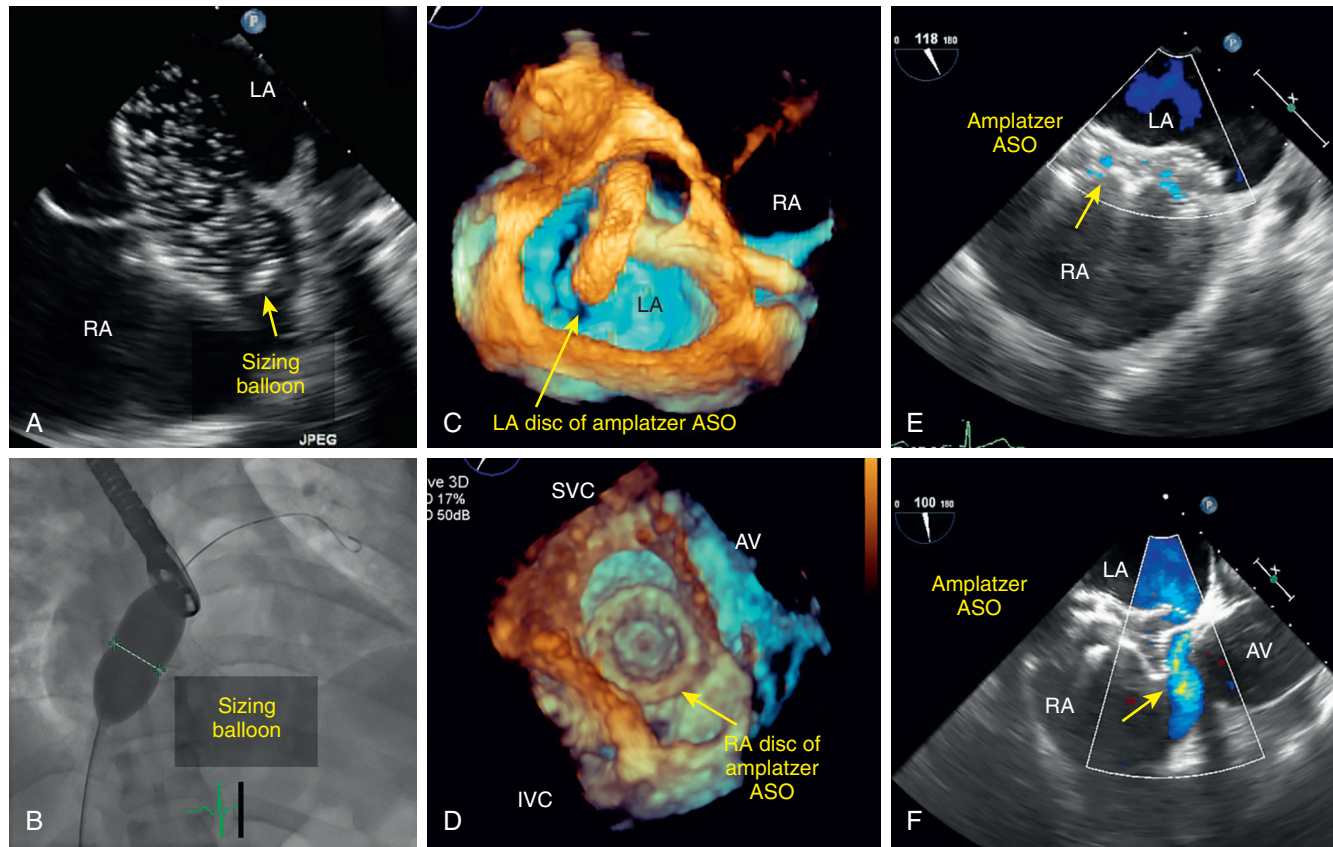 P
LA
RA
Sizing
balloon
A
JPEG
Sizing
balloon
B
RA
LA
LA disc of amplatzer ASO
C
ve 3D
D 17%
D 50dB
SVC
AV
RA disc of
amplatzer
ASO
IVC
D
0 118 180
P
X
Amplatzer
ASO
LA
RA
E
0 100 180
P
X
LA
Amplatzer
ASO
AV
RA
F